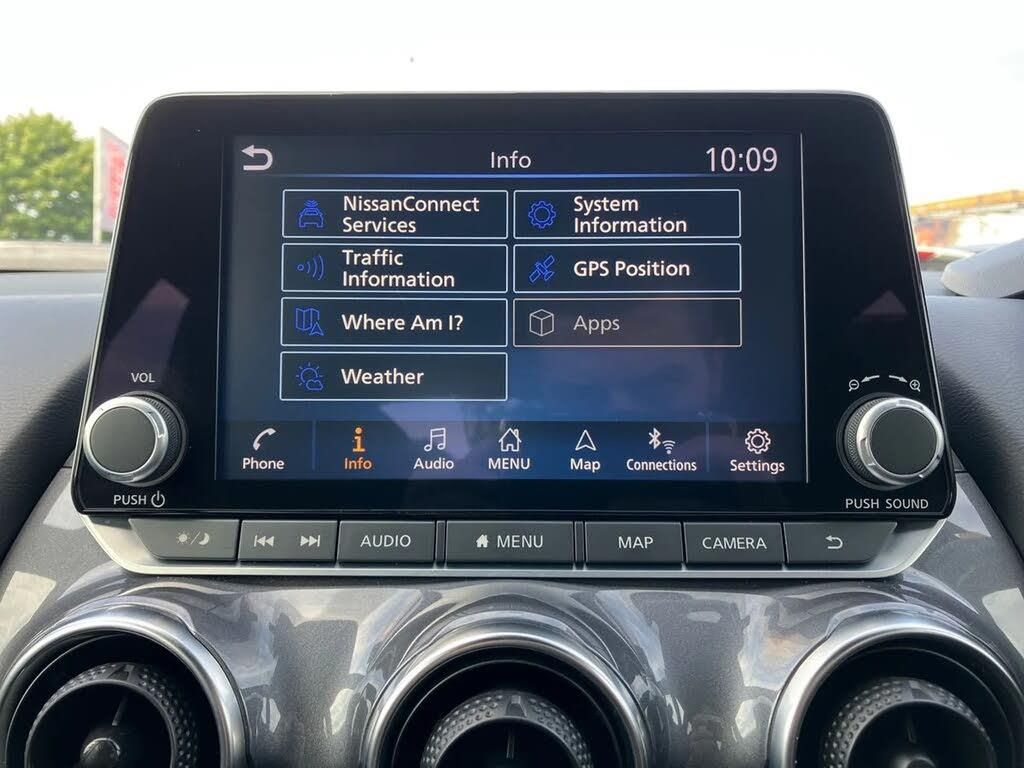 Info
10:09
NissanConnect
Services
System
Information
Traffic
Information
GPS Position
Where Am I?
Apps
Weather
VOL
Phone
Info
Audio
MENU
Map
Connections
Settings
PUSH
PUSH SOUND
AUDIO
MENU
MAP
CAMERA